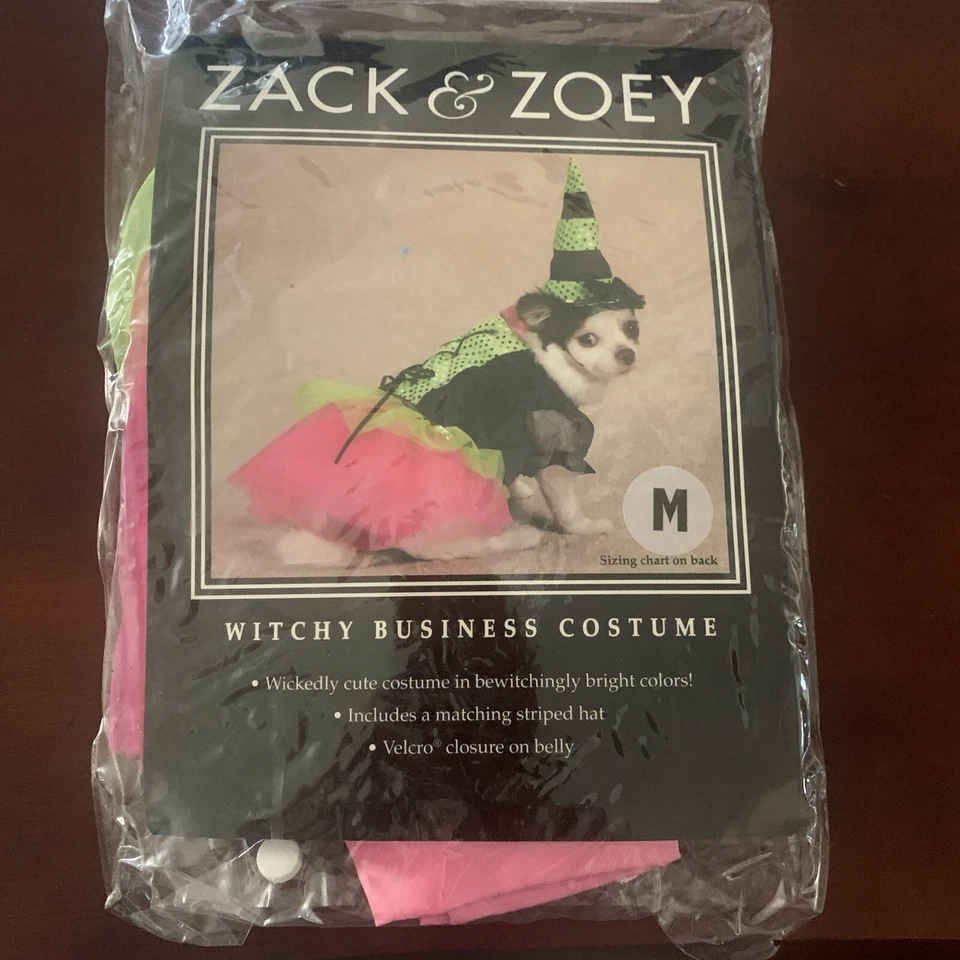 ZACK & ZOEY®
M
Sizing chart on back
WITCHY BUSINESS COSTUME
• Wickedly cute costume in bewitchingly bright colors!
• Includes a matching striped hat
• Velcro® closure on belly